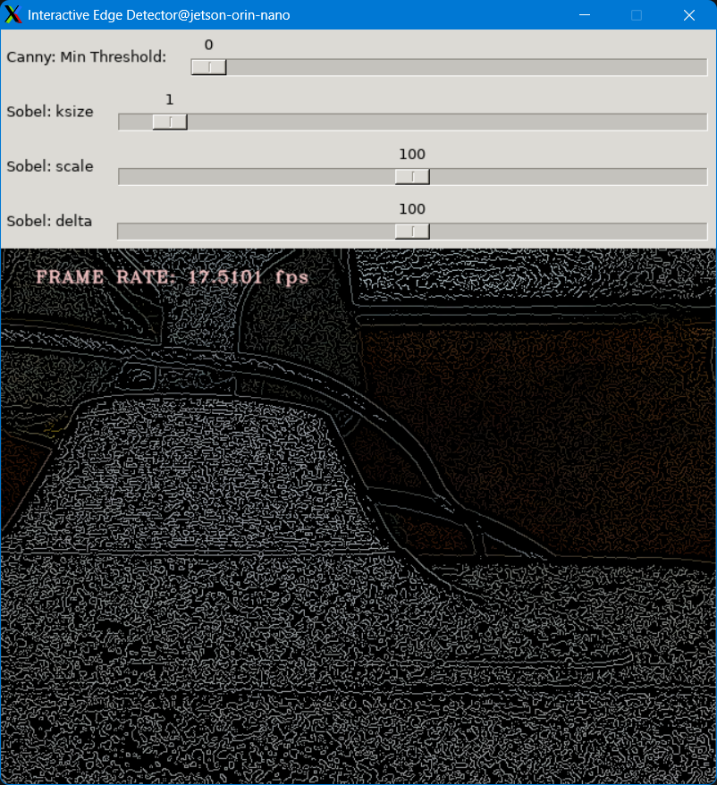 Interactive Edge Detector@jetson-orin-nano
0
Canny: Min Threshold:
1
Sobel: ksize
100
Sobel: scale
100
Sobel: delta
FRAME RATE: 17.5101 fps